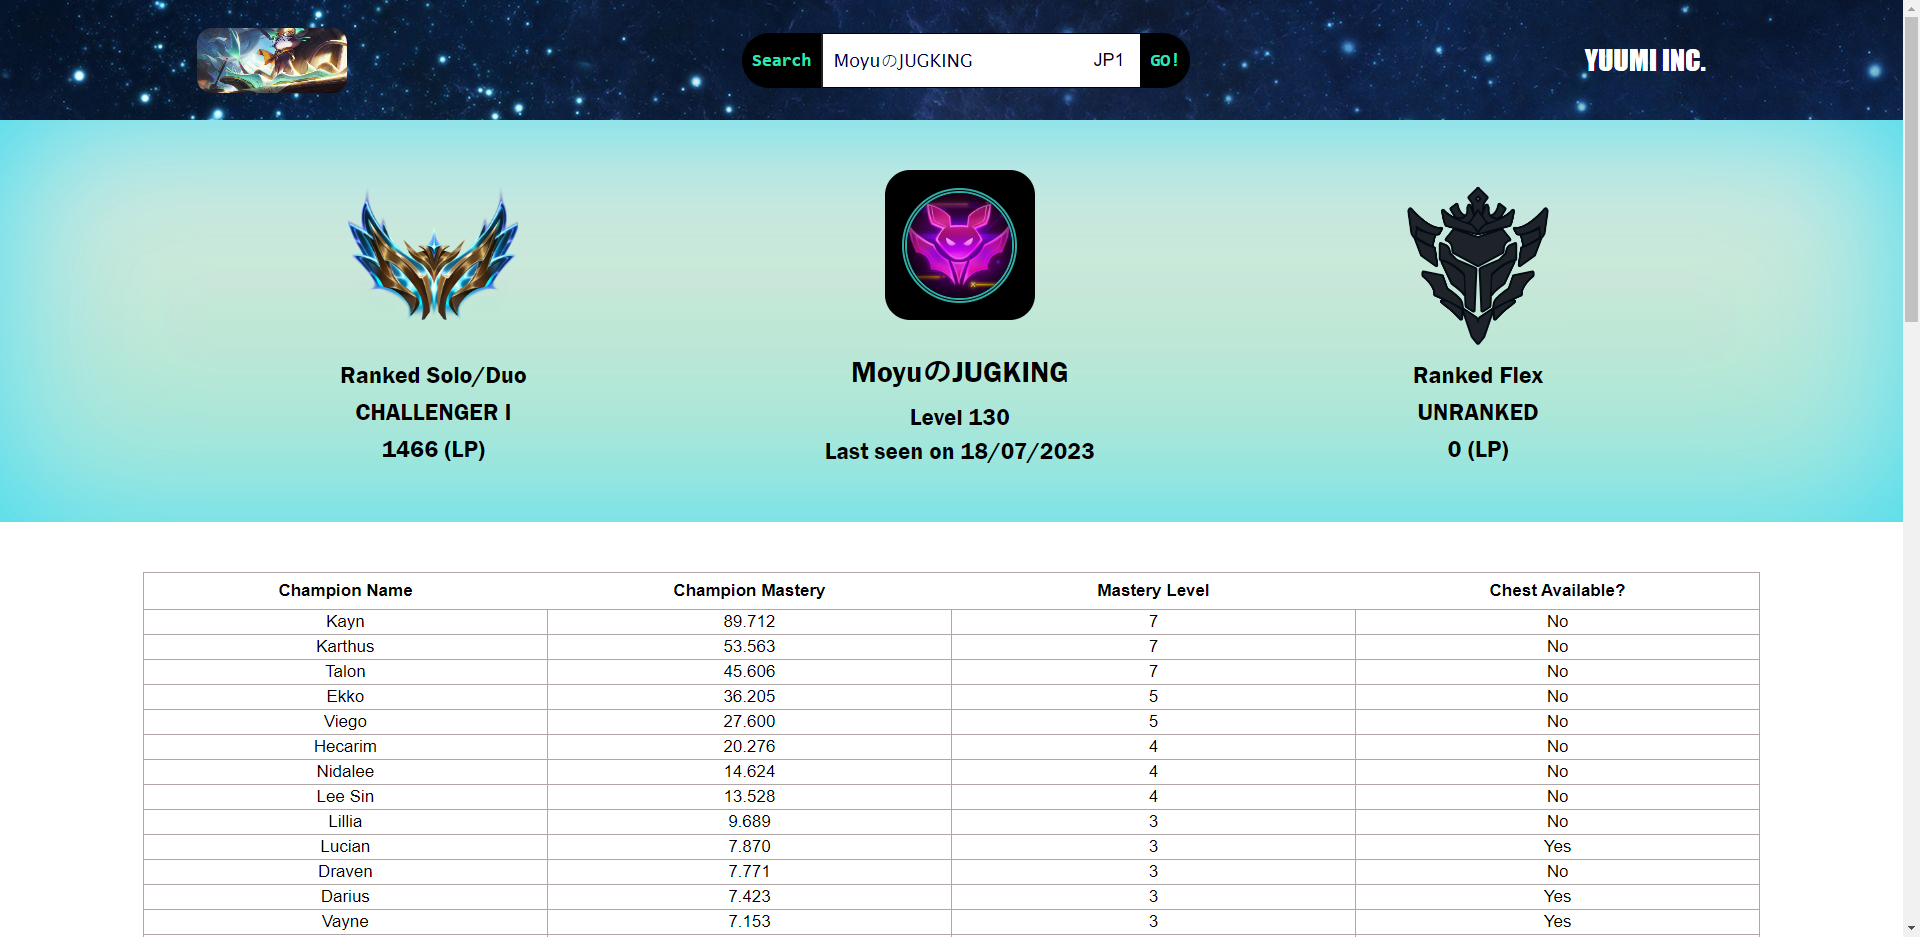 Search MoyuのJUGKING JP1 GO! YUUMI INC.
Ranked Solo/Duo
CHALLENGER I
1466 (LP)
MoyuのJUGKING
Level 130
Last seen on 18/07/2023
Ranked Flex
UNRANKED
0 (LP)
Champion Name Champion Mastery Mastery Level Chest Available?
Kayn 89.712 7 No
Karthus 53.563 7 No
Talon 45.606 7 No
Ekko 36.205 5 No
Viego 27.600 5 No
Hecarim 20.276 4 No
Nidalee 14.624 4 No
Lee Sin 13.528 4 No
Lillia 9.689 3 No
Lucian 7.870 3 Yes
Draven 7.771 3 No
Darius 7.423 3 Yes
Vayne 7.153 3 Yes